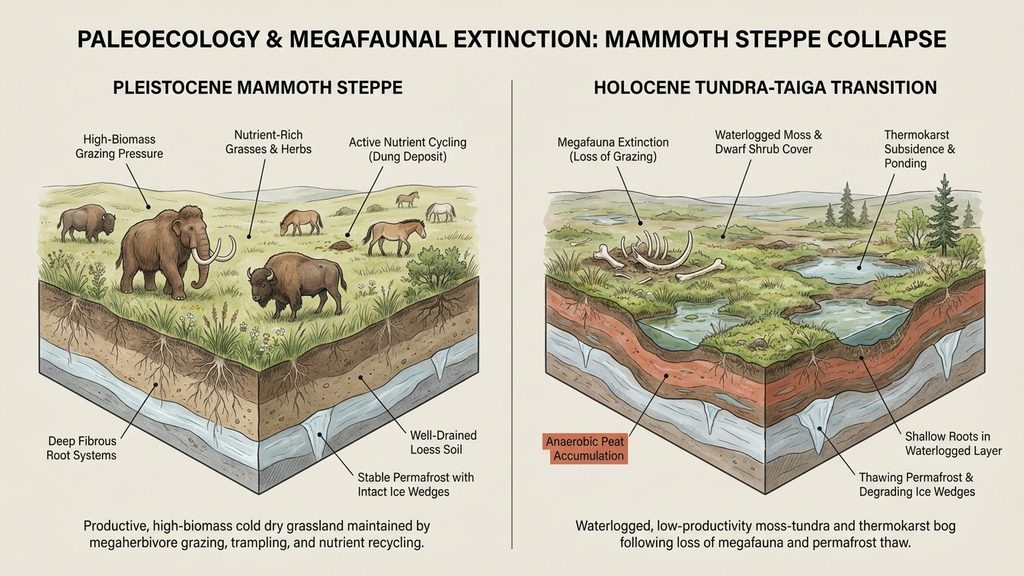 PALEOECOLOGY & MEGAFAUNAL EXTINCTION: MAMMOTH STEPPE COLLAPSE
PLEISTOCENE MAMMOTH STEPPE
High-Biomass
Grazing Pressure
Nutrient-Rich
Grasses & Herbs
Active Nutrient Cycling
(Dung Deposit)
Deep Fibrous
Root Systems
Well-Drained
Loess Soil
Stable Permafrost with
Intact Ice Wedges
Productive, high-biomass cold dry grassland maintained by
megaherbivore grazing, trampling, and nutrient recycling.
HOLOCENE TUNDRA-TAIGA TRANSITION
Megafauna Extinction
(Loss of Grazing)
Waterlogged Moss &
Dwarf Shrub Cover
Thermokarst
Subsidence &
Ponding
Anaerobic Peat
Accumulation
Shallow Roots in
Waterlogged Layer
Thawing Permafrost &
Degrading Ice Wedges
Waterlogged, low-productivity moss-tundra and thermokarst bog
following loss of megafauna and permafrost thaw.